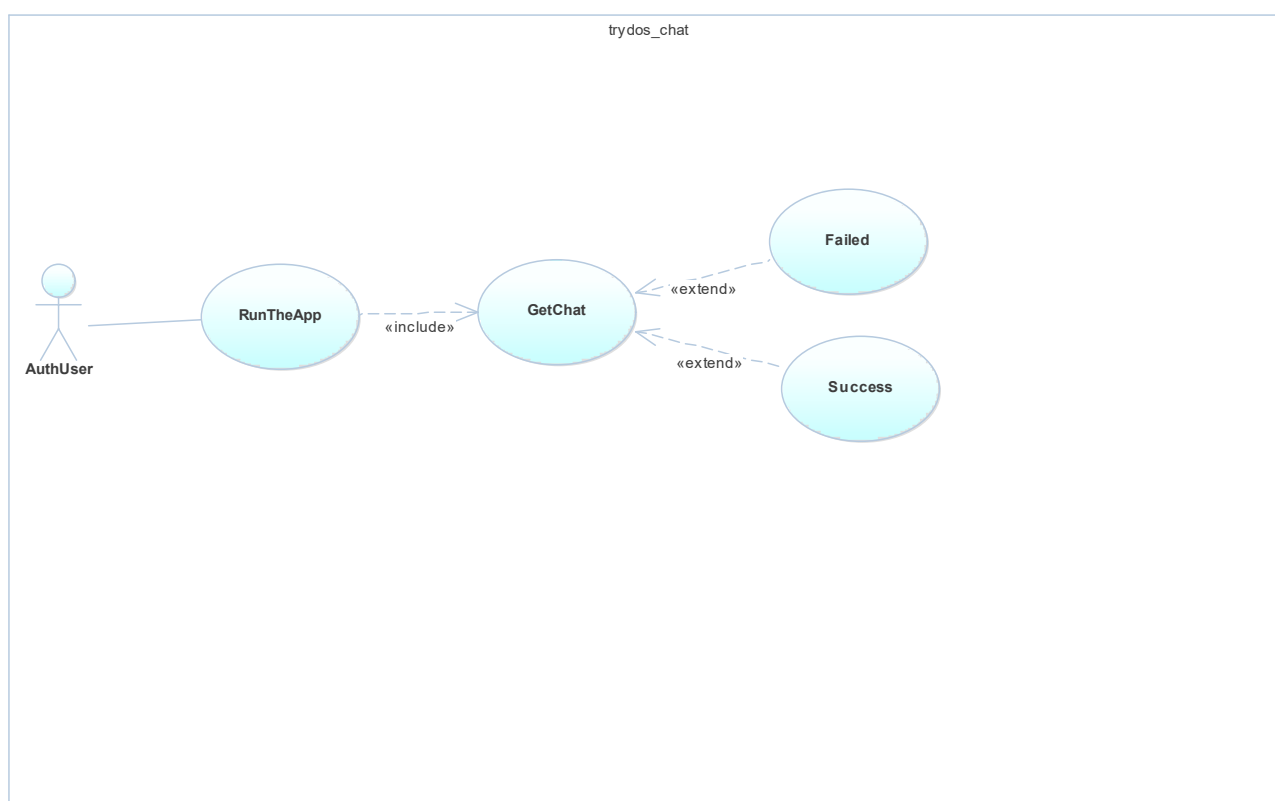 trydos_chat
Failed
«extend»
GetChat
RunTheApp
«include»
«extend»
AuthUser
Success